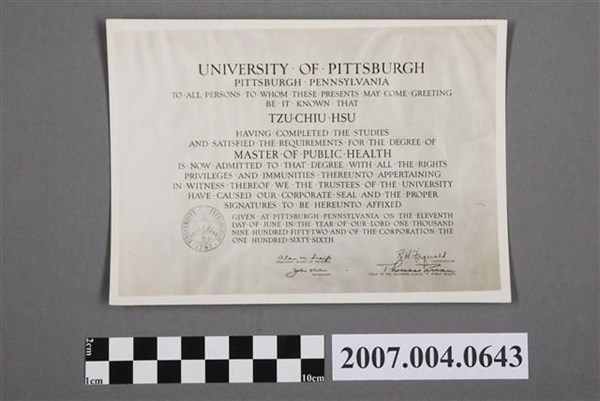 UNIVERSITY · OF · PITTSBURGH
PITTSBURGH · PENNSYLVANIA
TO · ALL · PERSONS · TO · WHOM · THESE · PRESENTS · MAY · COME · GREETING
BE · IT · KNOWN · THAT
TZU · CHIU · HSU
HAVING · COMPLETED · THE · STUDIES
AND · SATISFIED · THE · REQUIREMENTS · FOR · THE · DEGREE · OF
MASTER · OF · PUBLIC · HEALTH
IS · NOW · ADMITTED · TO · THAT · DEGREE · WITH · ALL · THE · RIGHTS
PRIVILEGES · AND · IMMUNITIES · THEREUNTO · APPERTAINING
IN · WITNESS · THEREOF · WE · THE · TRUSTEES · OF · THE · UNIVERSITY
HAVE · CAUSED · OUR · CORPORATE · SEAL · AND · THE · PROPER
SIGNATURES · TO · BE · HEREUNTO · AFFIXED
GIVEN · AT · PITTSBURGH · PENNSYLVANIA · ON · THE · ELEVENTH
DAY · OF · JUNE · IN · THE · YEAR · OF · OUR · LORD · ONE · THOUSAND
NINE · HUNDRED · FIFTY · TWO · AND · OF · THE · CORPORATION · THE
ONE · HUNDRED · SIXTY · SIXTH
Alan M. Scaife
Thomas Parran
2cm
1cm
10cm
2007.004.0643